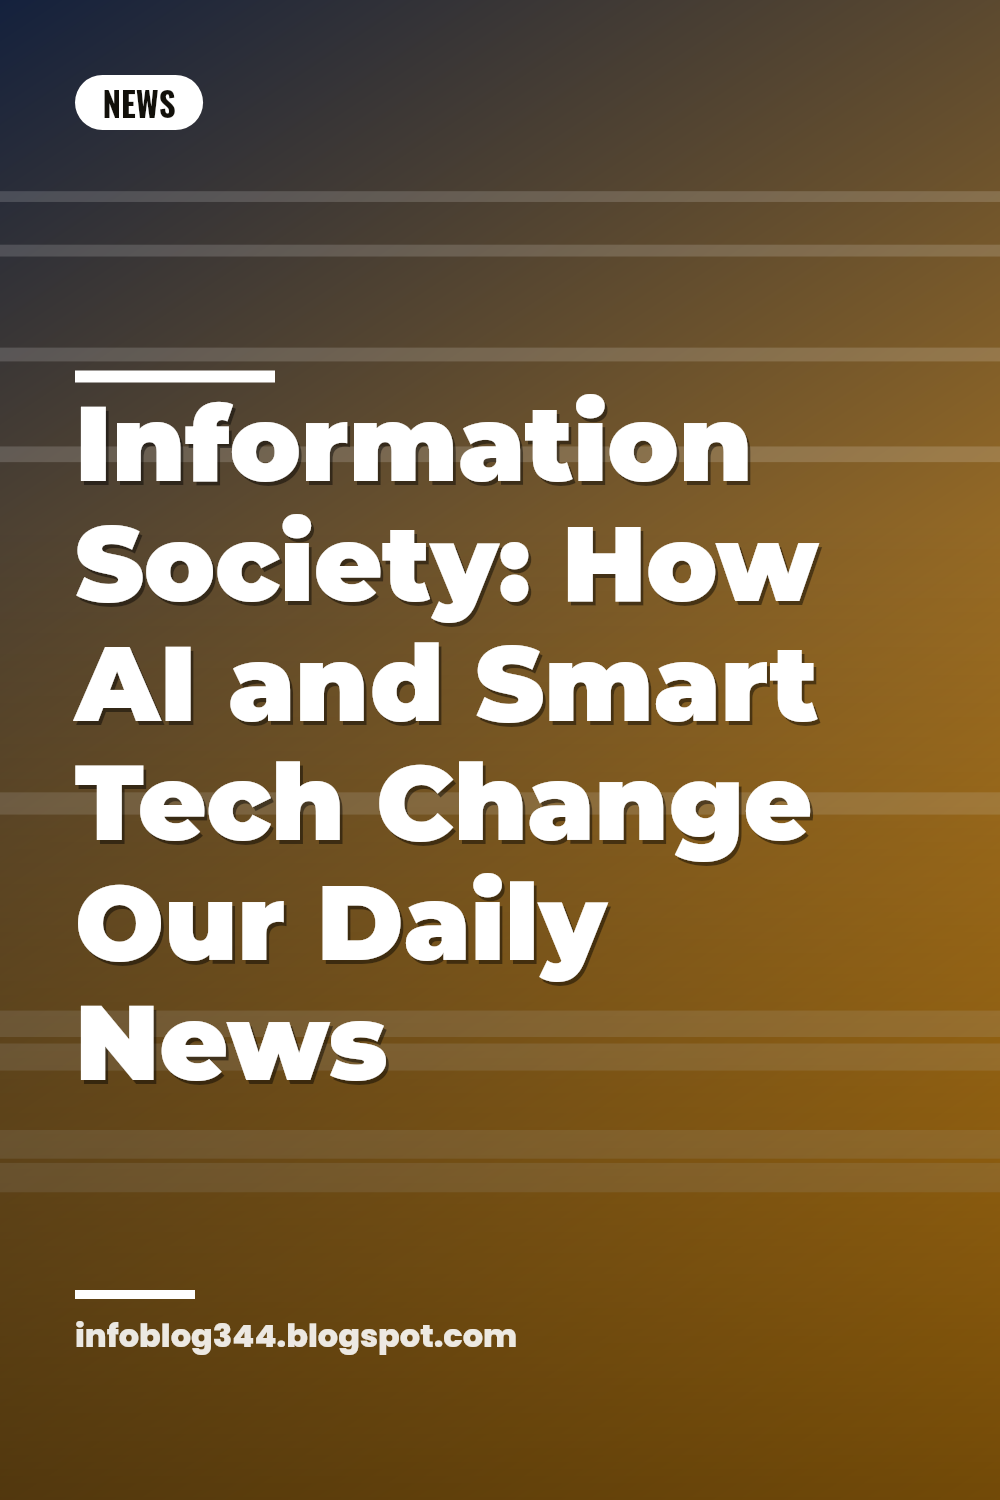 NEWS
Information
Society: How
AI and Smart
Tech Change
Our Daily
News
infoblog344.blogspot.com